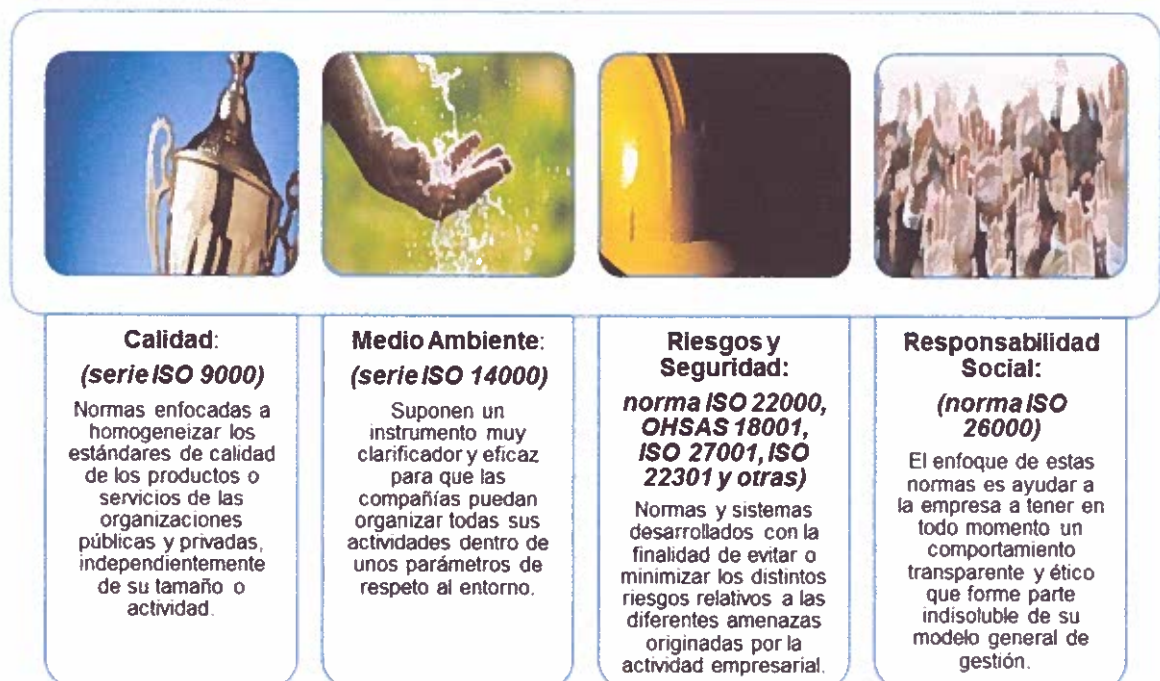 Calidad:
(serie ISO 9000)
Normas enfocadas a
homogeneizar los
estándares de calidad
de los productos o
servicios de las
organizaciones
públicas y privadas,
independientemente
de su tamaño o
actividad.
Medio Ambiente:
(serie ISO 14000)
Suponen un
instrumento muy
clarificador y eficaz
para que las
compañías puedan
organizar todas sus
actividades dentro de
unos parámetros de
respeto al entorno.
Riesgos y
Seguridad:
norma ISO 22000,
OHSAS 18001,
ISO 27001, ISO
22301 y otras)
Normas y sistemas
desarrollados con la
finalidad de evitar o
minimizar los distintos
riesgos relativos a las
diferentes amenazas
originadas por la
actividad empresarial.
Responsabilidad
Social:
(norma ISO
26000)
El enfoque de estas
normas es ayudar a
la empresa a tener en
todo momento un
comportamiento
transparente y ético
que forme parte
indisoluble de su
modelo general de
gestión.